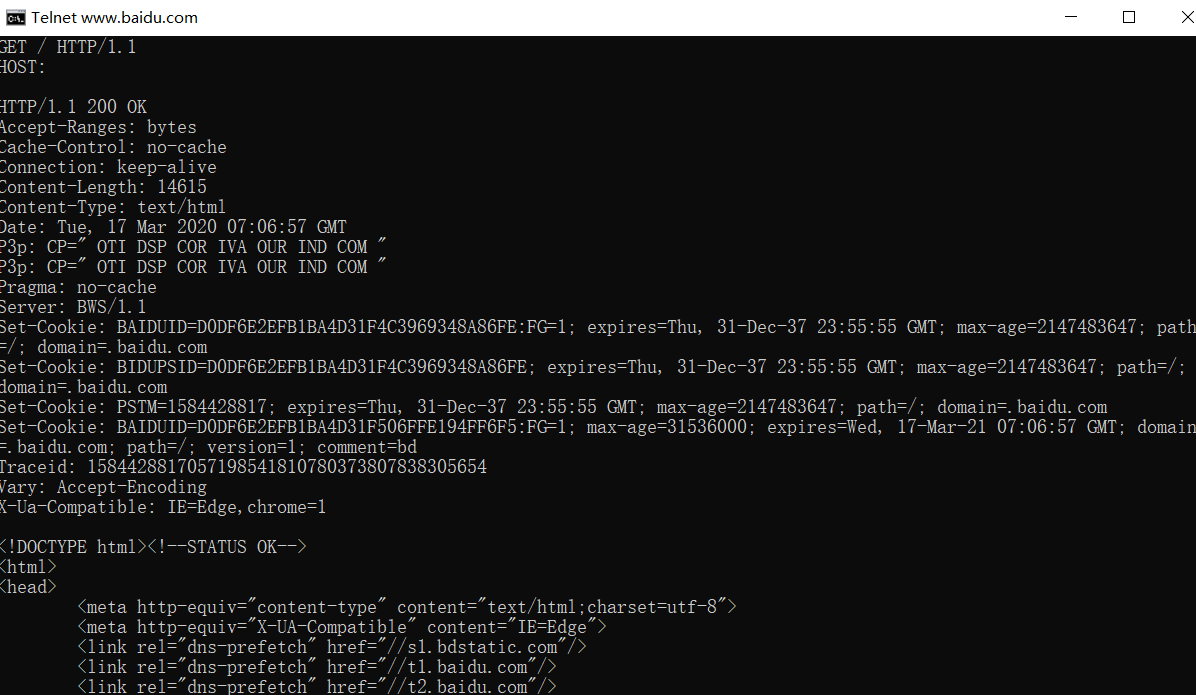 Telnet www.baidu.com
GET / HTTP/1.1
HOST:
HTTP/1.1 200 OK
Accept-Ranges: bytes
Cache-Control: no-cache
Connection: keep-alive
Content-Length: 14615
Content-Type: text/html
Date: Tue, 17 Mar 2020 07:06:57 GMT
P3p: CP=" OTI DSP COR IVA OUR IND COM "
P3p: CP=" OTI DSP COR IVA OUR IND COM "
Pragma: no-cache
Server: BWS/1.1
Set-Cookie: BAIDUID=D0DF6E2EFB1BA4D31F4C3969348A86FE:FG=1; expires=Thu, 31-Dec-37 23:55:55 GMT; max-age=2147483647; path
=/; domain=.baidu.com
Set-Cookie: BIDUPSID=D0DF6E2EFB1BA4D31F4C3969348A86FE; expires=Thu, 31-Dec-37 23:55:55 GMT; max-age=2147483647; path=/;
domain=.baidu.com
Set-Cookie: PSTM=1584428817; expires=Thu, 31-Dec-37 23:55:55 GMT; max-age=2147483647; path=/; domain=.baidu.com
Set-Cookie: BAIDUID=D0DF6E2EFB1BA4D31F506FFE194FF6F5:FG=1; max-age=31536000; expires=Wed, 17-Mar-21 07:06:57 GMT; domain
=.baidu.com; path=/; version=1; comment=bd
Traceid: 1584428817057198541810780373807838305654
Vary: Accept-Encoding
X-Ua-Compatible: IE=Edge,chrome=1
<!DOCTYPE html><!--STATUS OK-->
<html>
<head>
<meta http-equiv="content-type" content="text/html;charset=utf-8">
<meta http-equiv="X-UA-Compatible" content="IE=Edge">
<link rel="dns-prefetch" href="//s1.bdstatic.com"/>
<link rel="dns-prefetch" href="//t1.baidu.com"/>
<link rel="dns-prefetch" href="//t2.baidu.com"/>